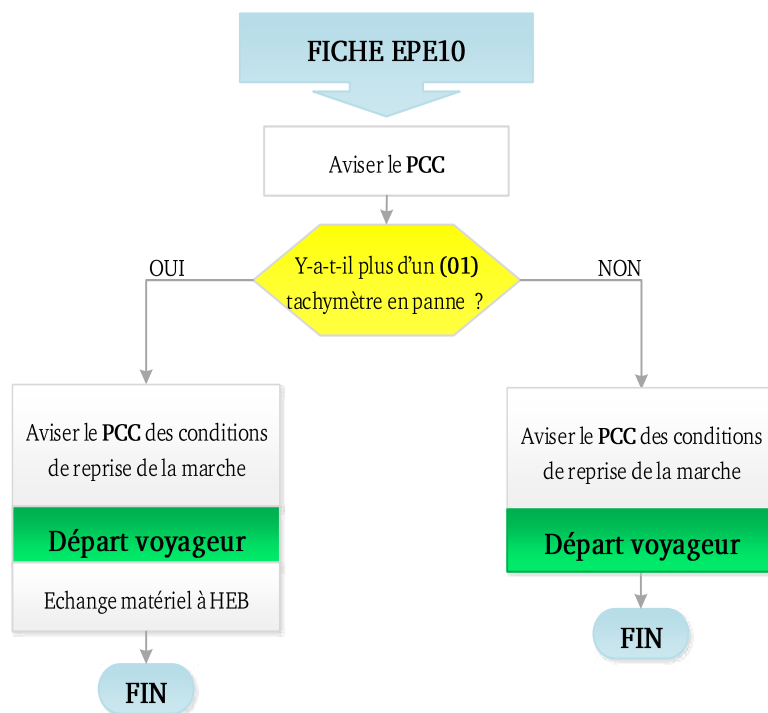 FICHE EPE10
Aviser le PCC
Y-a-t-il plus d'un (01)
tachymètre en panne ?
OUI
NON
Aviser le PCC des conditions
de reprise de la marche
Départ voyageur
Echange matériel à HEB
FIN
Aviser le PCC des conditions
de reprise de la marche
Départ voyageur
FIN